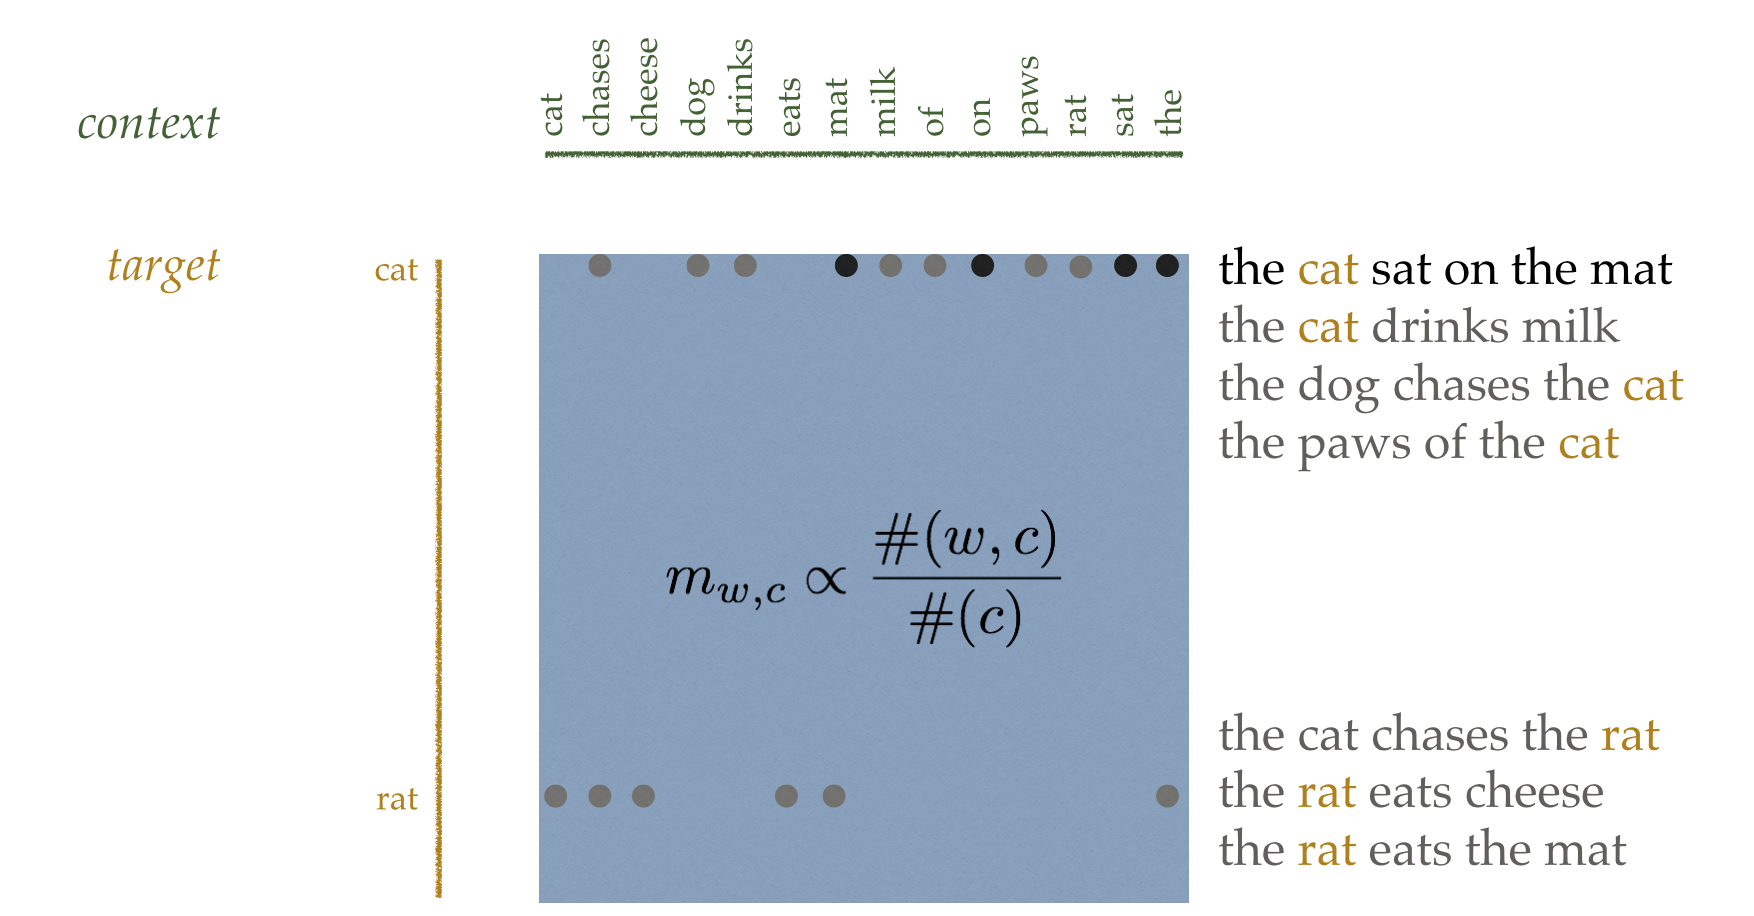 context
cat
chases
cheese
dog
drinks
eats
mat
milk
of
on
paws
rat
sat
the
target
cat
the cat sat on the mat
the cat drinks milk
the dog chases the cat
the paws of the cat
m_{w,c} ∝ \frac{#(w, c)}{#(c)}
rat
the cat chases the rat
the rat eats cheese
the rat eats the mat